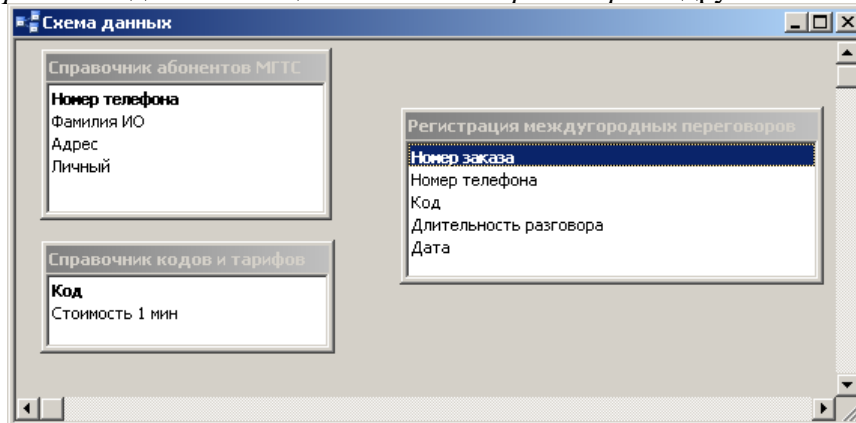 Схема данных
Справочник абонентов МГТС
Номер телефона
Фамилия ИО
Адрес
Личный
Регистрация междугородных переговоров
Номер заказа
Номер телефона
Код
Длительность разговора
Дата
Справочник кодов и тарифов
Код
Стоимость 1 мин